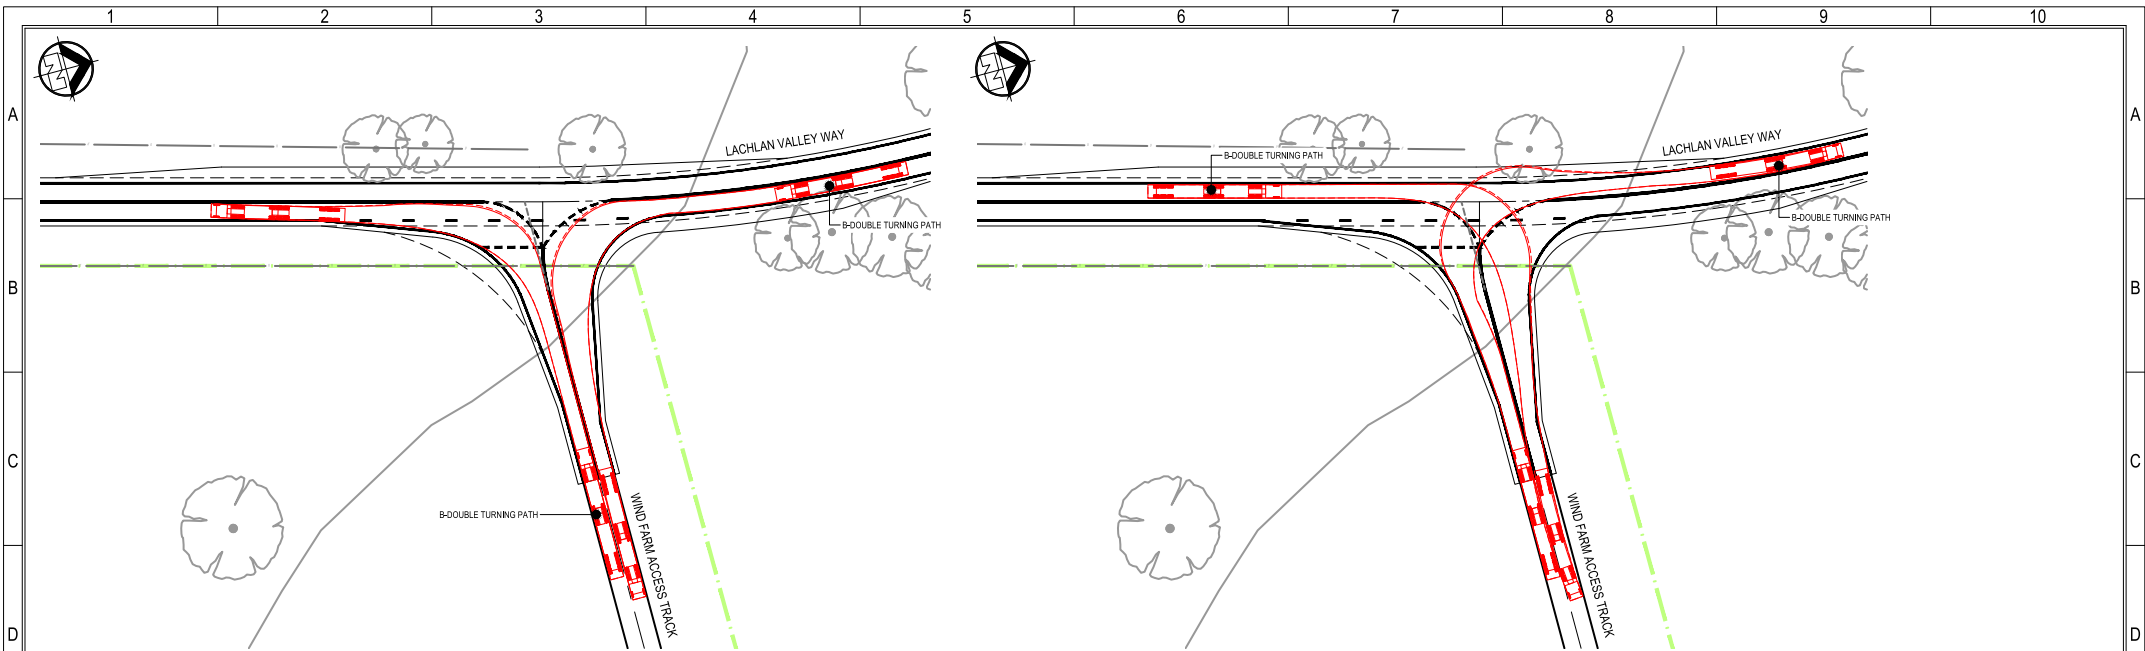 1 2 3 4 5 6 7 8 9 10
A A
LACHLAN VALLEY WAY LACHLAN VALLEY WAY
B-DOUBLE TURNING PATH
B-DOUBLE TURNING PATH B-DOUBLE TURNING PATH
B B
C C
WIND FARM ACCESS TRACK WIND FARM ACCESS TRACK
B-DOUBLE TURNING PATH
D D